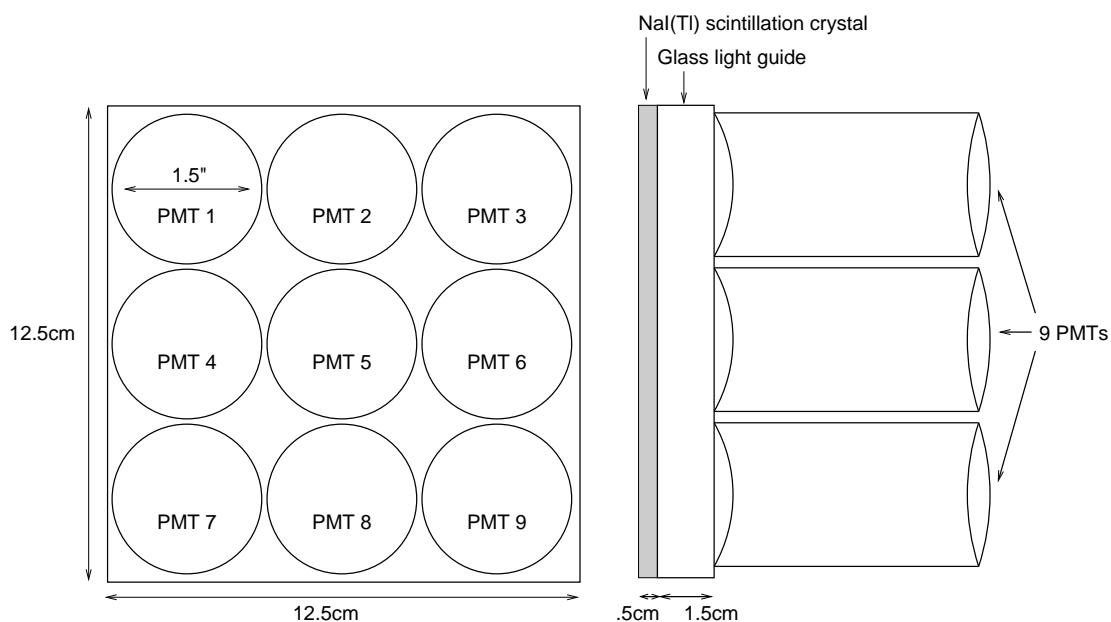 NaI(Tl) scintillation crystal
Glass light guide
1.5"
PMT 1
PMT 2
PMT 3
12.5cm
PMT 4
PMT 5
PMT 6
9 PMTs
PMT 7
PMT 8
PMT 9
12.5cm
.5cm
1.5cm